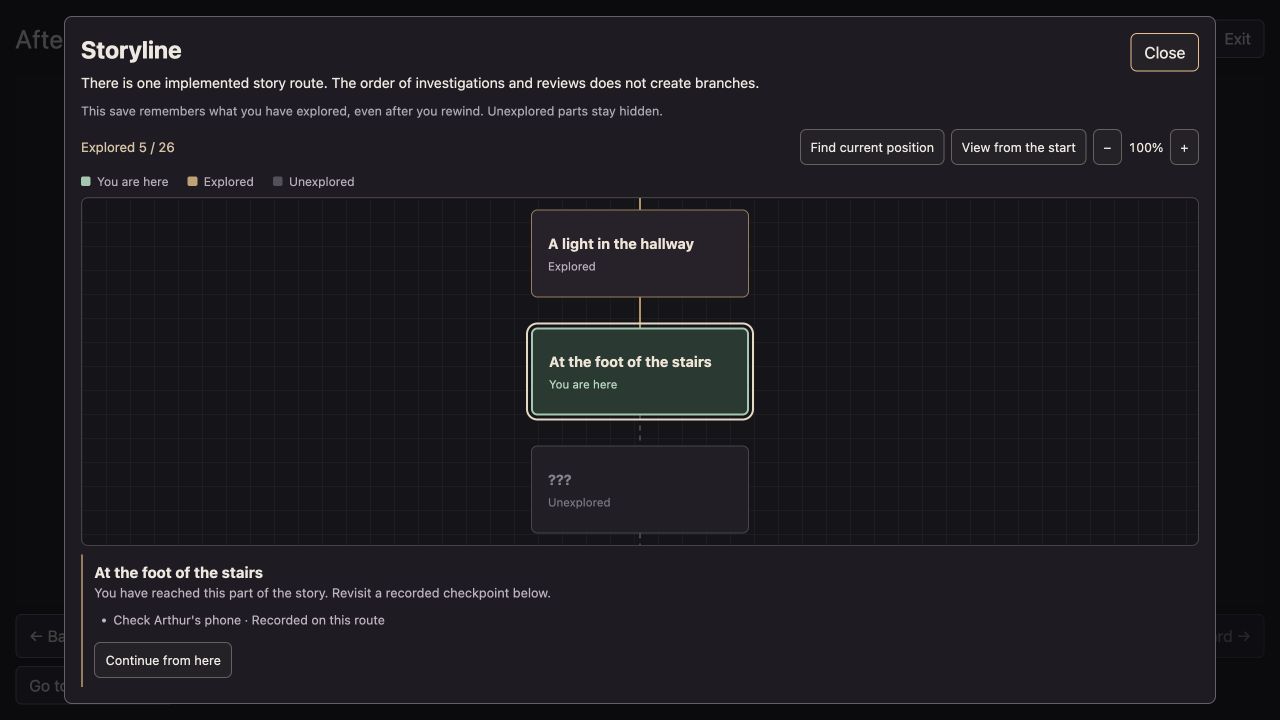 Storyline
Close
There is one implemented story route. The order of investigations and reviews does not create branches.
This save remembers what you have explored, even after you rewind. Unexplored parts stay hidden.
Explored 5 / 26
Find current position
View from the start
−
100%
+
You are here
Explored
Unexplored
A light in the hallway
Explored
At the foot of the stairs
You are here
???
Unexplored
At the foot of the stairs
You have reached this part of the story. Revisit a recorded checkpoint below.
• Check Arthur's phone · Recorded on this route
Continue from here
Exit
Go to